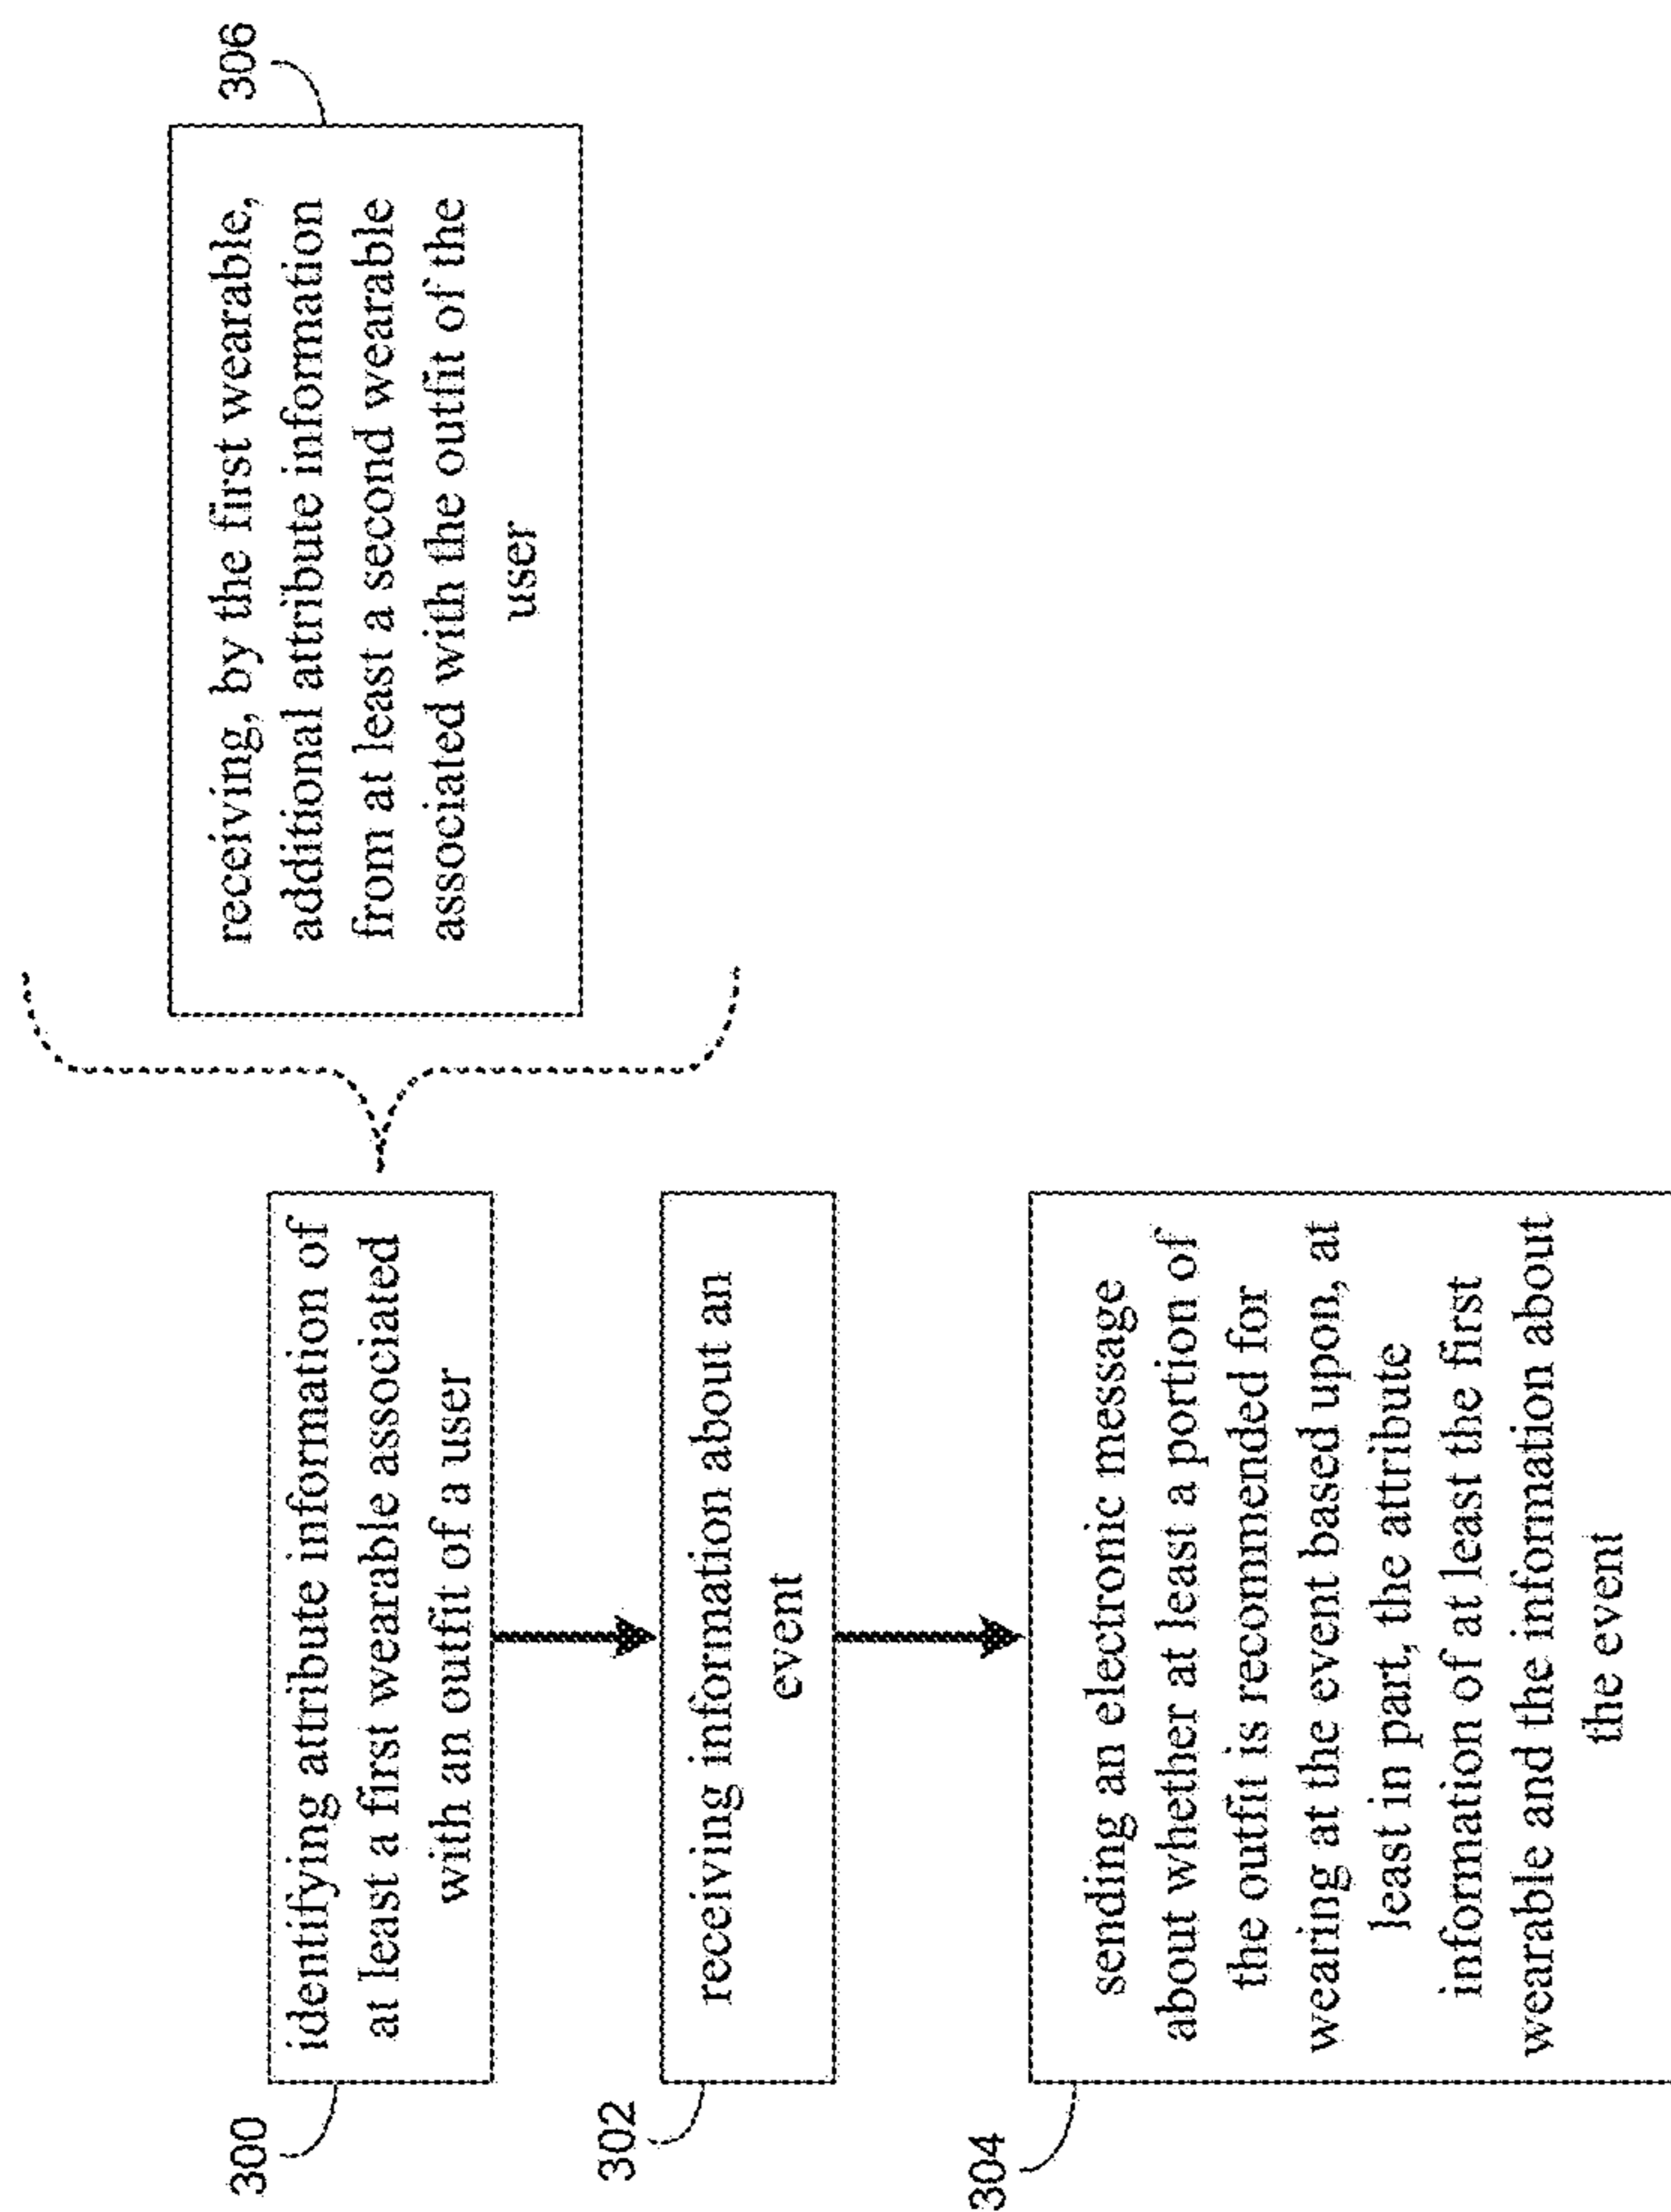 300
identifying attribute information of
at least a first wearable associated
with an outfit of a user
306
receiving, by the first wearable,
additional attribute information
from at least a second wearable
associated with the outfit of the
user
302
receiving information about an
event
304
sending an electronic message
about whether at least a portion of
the outfit is recommended for
wearing at the event based upon, at
least in part, the attribute
information of at least the first
wearable and the information about
the event